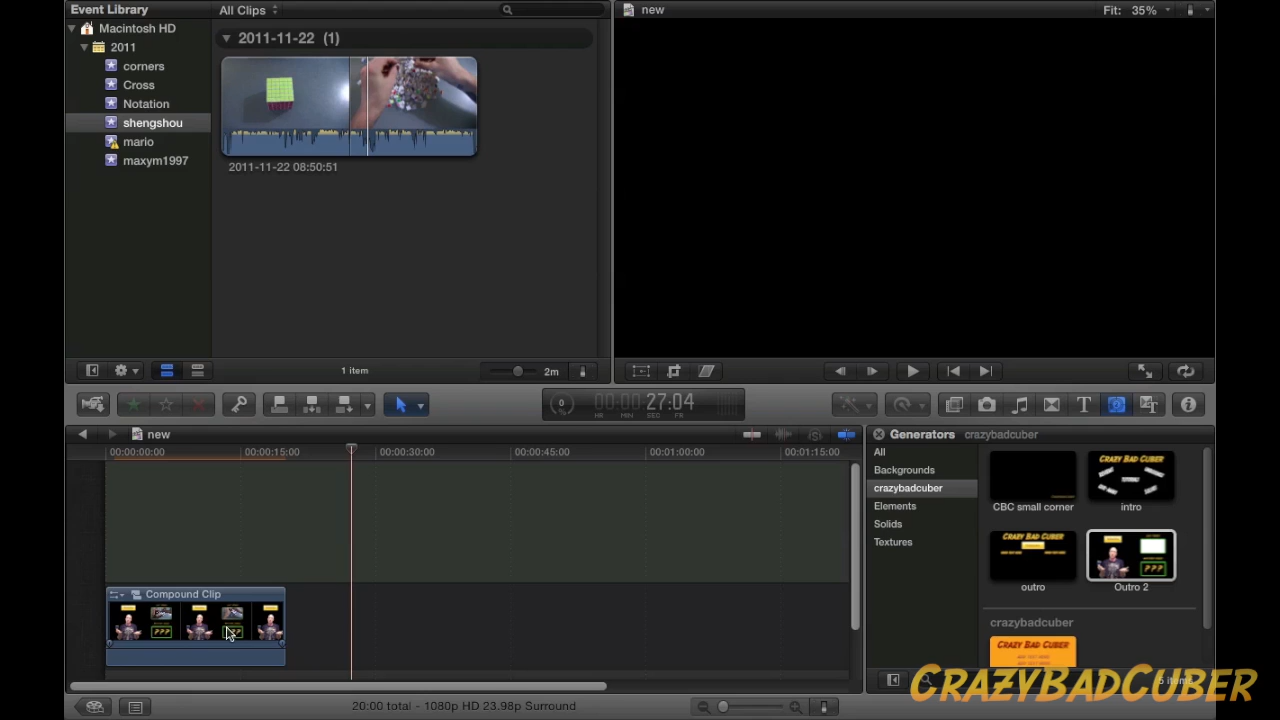 Event Library
All Clips
new
Fit: 35%
Macintosh HD
2011
corners
Cross
Notation
shengshou
mario
maxym1997
2011-11-22 (1)
2011-11-22 08:50:51
1 item
2m
00:00:27:04
HR MIN SEC FR
new
00:00:00:00
00:00:15:00
00:00:30:00
00:00:45:00
00:01:00:00
00:01:15:00
Compound Clip
Generators crazybadcuber
All
Backgrounds
crazybadcuber
Elements
Solids
Textures
CRAZY BAD CUBER
CBC small corner
intro
CRAZY BAD CUBER
???
outro
Outro 2
crazybadcuber
CRAZY BAD CUBER
CRAZYBADCUBER
20:00 total - 1080p HD 23.98p Surround